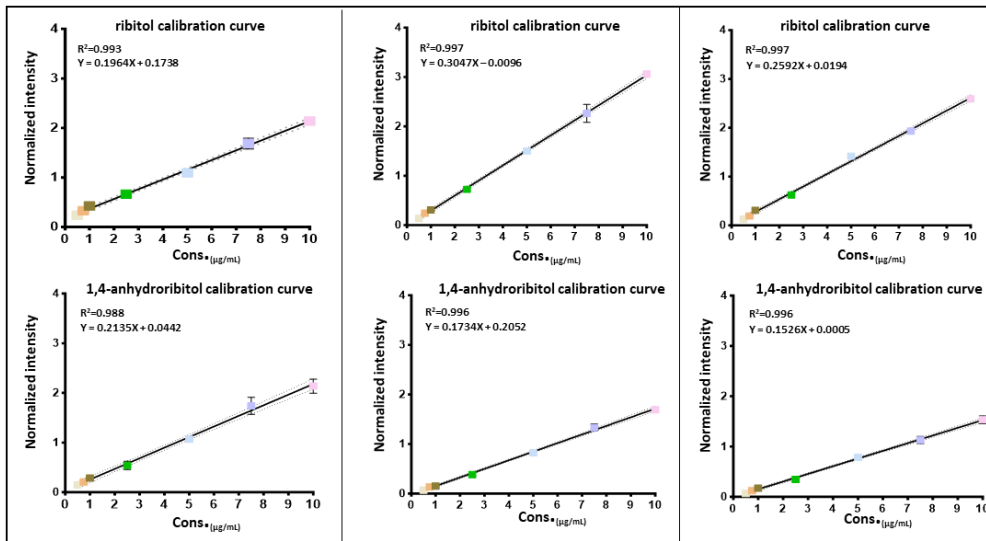 ribitol calibration curve
R²=0.993
Y = 0.1964X + 0.1738
Normalized intensity
4
3
2
1
0
0 1 2 3 4 5 6 7 8 9 10
Cons.(µg/mL)
ribitol calibration curve
R²=0.997
Y = 0.3047X – 0.0096
Normalized intensity
4
3
2
1
0
0 1 2 3 4 5 6 7 8 9 10
Cons.(µg/mL)
ribitol calibration curve
R²=0.997
Y = 0.2592X + 0.0194
Normalized intensity
4
3
2
1
0
0 1 2 3 4 5 6 7 8 9 10
Cons.(µg/mL)
1,4-anhydroribitol calibration curve
R²=0.988
Y = 0.2135X + 0.0442
Normalized intensity
4
3
2
1
0
0 1 2 3 4 5 6 7 8 9 10
Cons.(µg/mL)
1,4-anhydroribitol calibration curve
R²=0.996
Y = 0.1734X + 0.2052
Normalized intensity
4
3
2
1
0
0 1 2 3 4 5 6 7 8 9 10
Cons.(µg/mL)
1,4-anhydroribitol calibration curve
R²=0.996
Y = 0.1526X + 0.0005
Normalized intensity
4
3
2
1
0
0 1 2 3 4 5 6 7 8 9 10
Cons.(µg/mL)